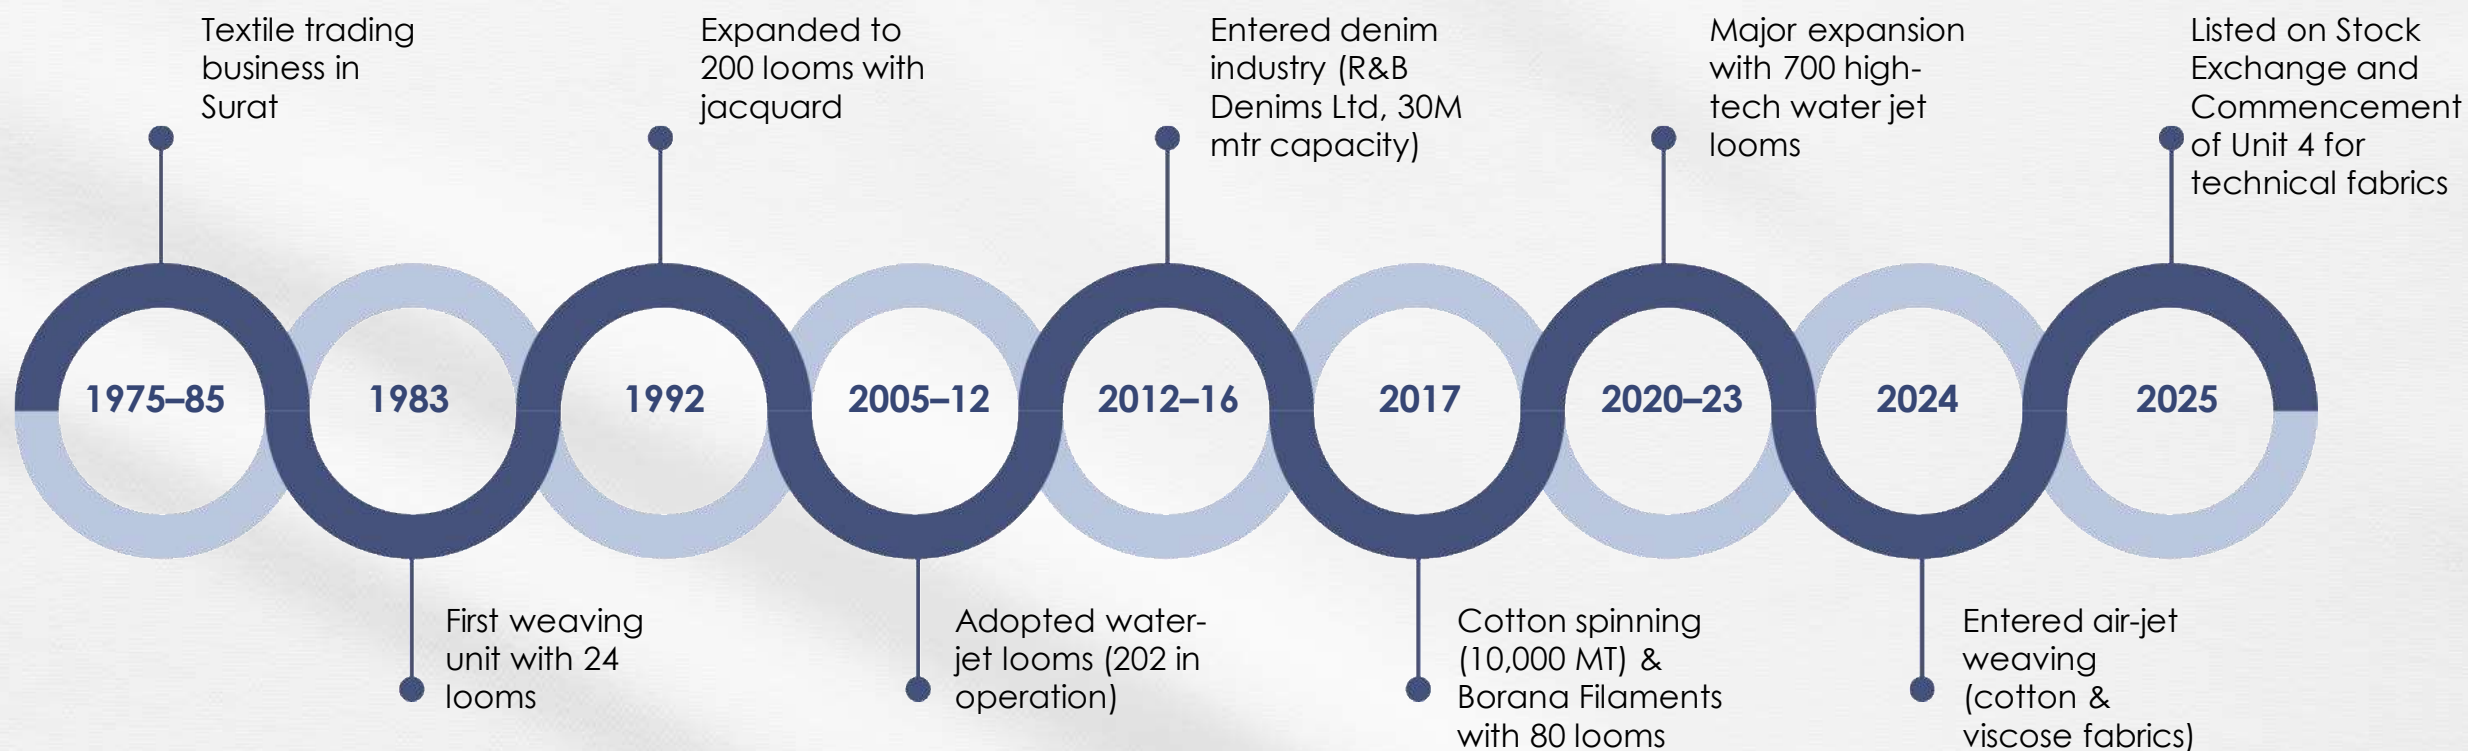 Textile trading
business in
Surat
Expanded to
200 looms with
jacquard
Entered denim
industry (R&B
Denims Ltd, 30M
mtr capacity)
Major expansion
with 700 high-
tech water jet
looms
Listed on Stock
Exchange and
Commencement
of Unit 4 for
technical fabrics
1975–85
1983
1992
2005–12
2012–16
2017
2020–23
2024
2025
First weaving
unit with 24
looms
Adopted water-
jet looms (202 in
operation)
Cotton spinning
(10,000 MT) &
Borana Filaments
with 80 looms
Entered air-jet
weaving
(cotton &
viscose fabrics)